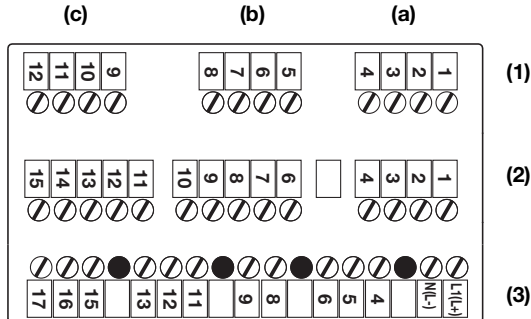 (c) (b) (a)
12 11 10 9 8 7 6 5 4 3 2 1 (1)
15 14 13 12 11 10 9 8 7 6 4 3 2 1 (2)
17 16 15 13 12 11 9 8 6 5 4 N(L-) L1(L+) (3)